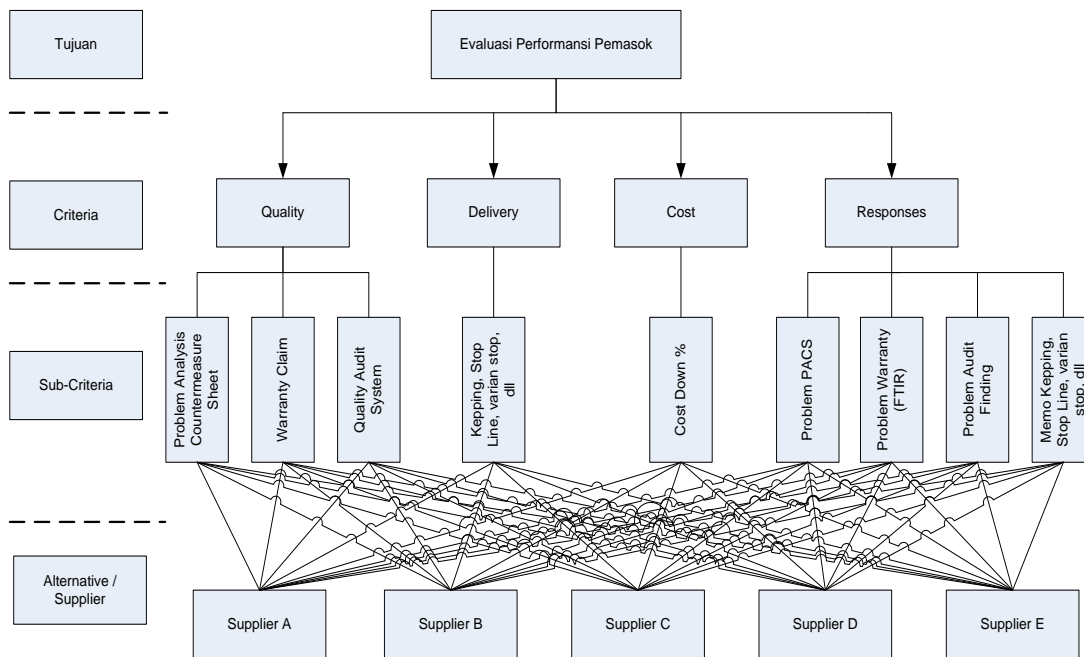 Tujuan
Evaluasi Performansi Pemasok
Criteria
Quality
Delivery
Cost
Responses
Sub-Criteria
Problem Analysis
Countermeasure
Sheet
Warranty Claim
Quality Audit
System
Kepping, Stop
Line, varian stop,
dll
Cost Down %
Problem PACS
Problem Warranty
(FTIR)
Problem Audit
Finding
Memo Kepping,
Stop Line, varian
stop, dll
Alternative /
Supplier
Supplier A
Supplier B
Supplier C
Supplier D
Supplier E